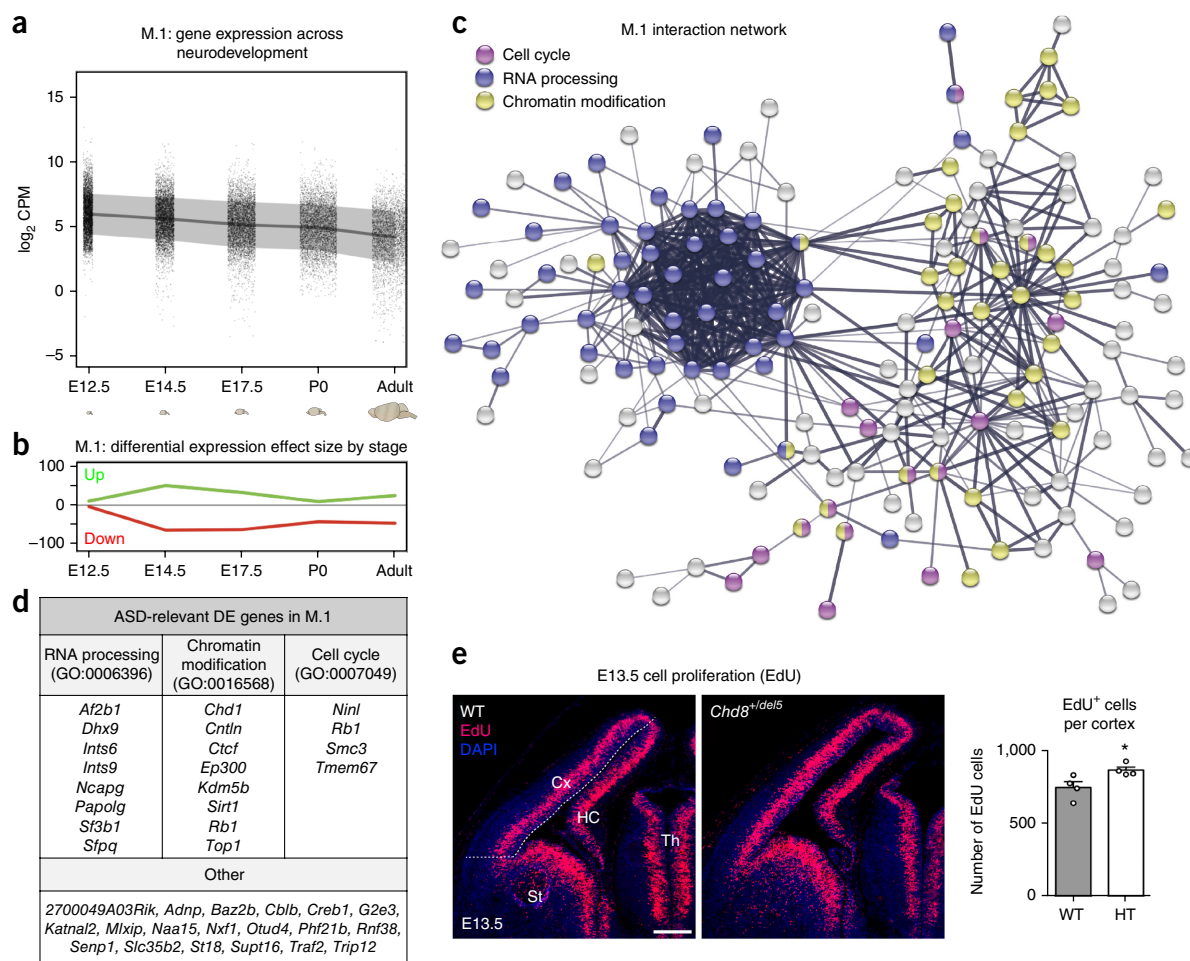 a
M.1: gene expression across
neurodevelopment
log2 CPM
15
10
5
0
−5
E12.5 E14.5 E17.5 P0 Adult
b
M.1: differential expression effect size by stage
100
0
−100
Up
Down
E12.5 E14.5 E17.5 P0 Adult
c
M.1 interaction network
Cell cycle
RNA processing
Chromatin modification
d
ASD-relevant DE genes in M.1
RNA processing
(GO:0006396)
Chromatin
modification
(GO:0016568)
Cell cycle
(GO:0007049)
Af2b1
Dhx9
Ints6
Ints9
Ncapg
Papolg
Sf3b1
Sfpq
Chd1
Cntln
Ctcf
Ep300
Kdm5b
Sirt1
Rb1
Top1
Ninl
Rb1
Smc3
Tmem67
Other
2700049A03Rik, Adnp, Baz2b, Cblb, Creb1, G2e3,
Katnal2, Mlxip, Naa15, Nxf1, Otud4, Phf21b, Rnf38,
Senp1, Slc35b2, St18, Supt16, Traf2, Trip12
e
E13.5 cell proliferation (EdU)
WT
EdU
DAPI
Cx
HC
Th
St
E13.5
Chd8+/del5
EdU+ cells
per cortex
Number of EdU cells
1,000
500
0
*
WT HT